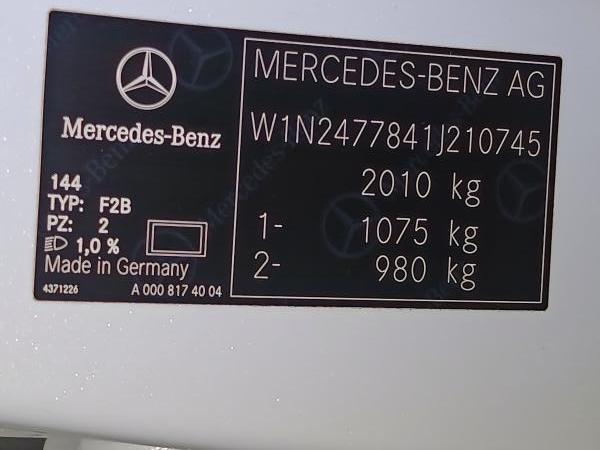 Mercedes-Benz
144
TYP: F2B
PZ: 2
1,0 %
Made in Germany
4371226 A 000 817 40 04
MERCEDES-BENZ AG
W1N2477841J210745
2010 kg
1- 1075 kg
2- 980 kg